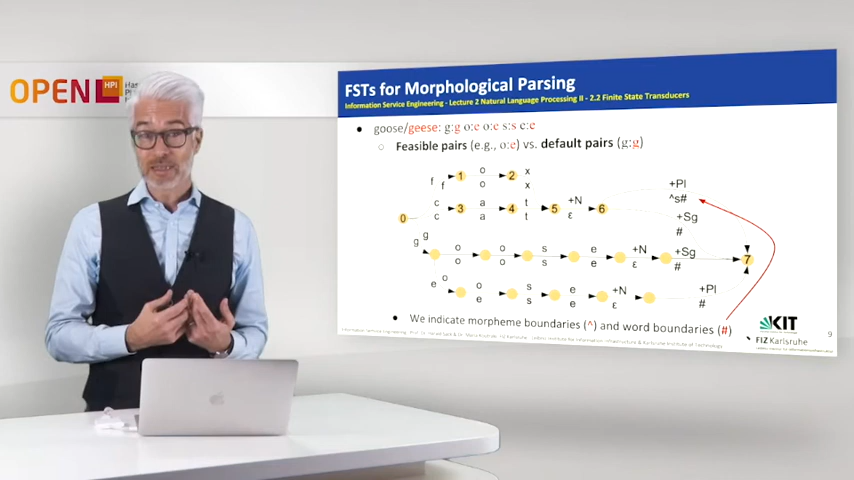 OPEN HPI
Has
Pl
FSTs for Morphological Parsing
Information Service Engineering - Lecture 2 Natural Language Processing II - 2.2 Finite State Transducers
● goose/geese: g:g o:e o:e s:s e:e
○ Feasible pairs (e.g., o:e) vs. default pairs (g:g)
f f 1 o o 2 x x
0 c c 3 a a 4 t t 5 +N ε 6 +Pl ^s# +Sg #
g g o o o o s s e e +N ε +Sg # 7
o e o e s s e e +N ε +Pl #
● We indicate morpheme boundaries (^) and word boundaries (#)
KIT
FIZ Karlsruhe
9